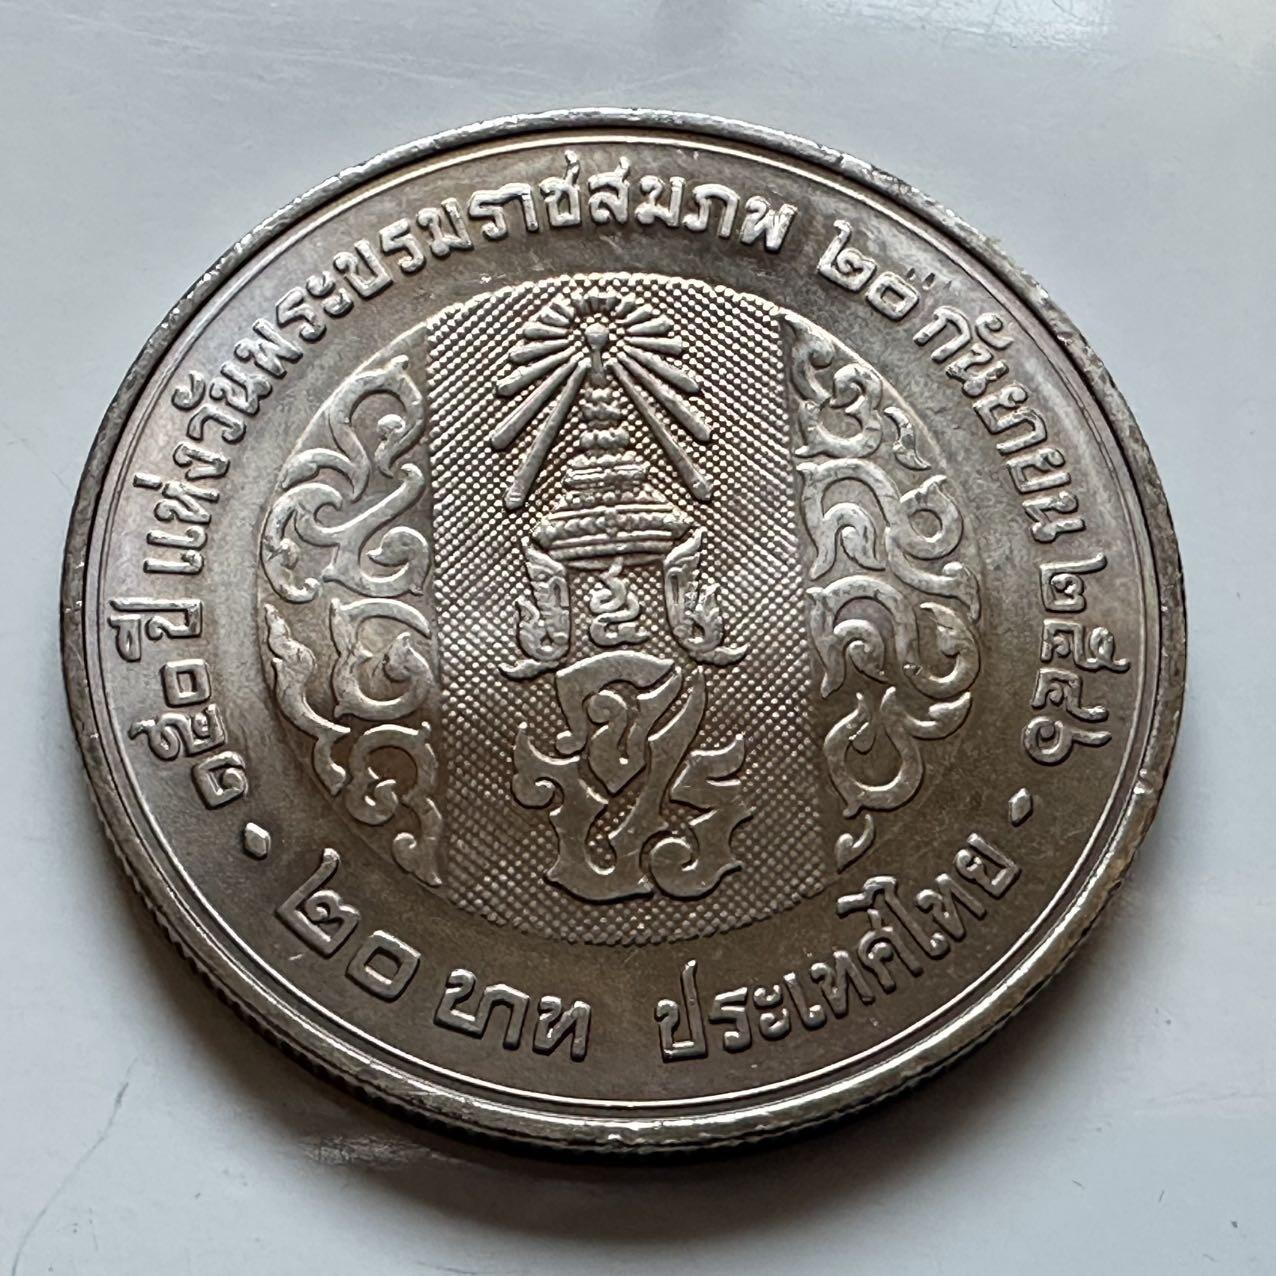 ๑๕๐ ปี แห่งวันพระบรมราชสมภพ ๒๐ กันยายน ๒๕๔๖
๒๐ บาท ประเทศไทย